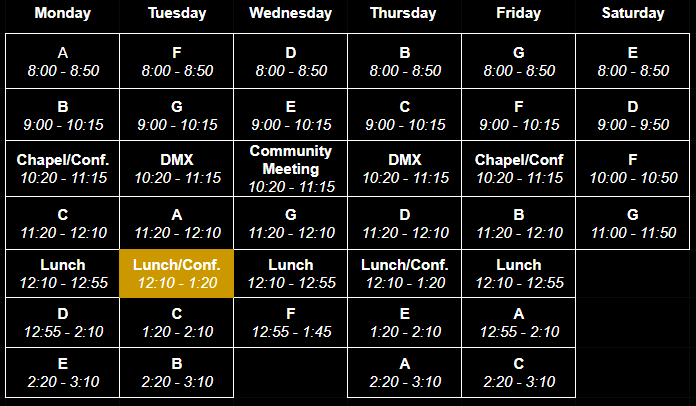 Monday Tuesday Wednesday Thursday Friday Saturday
A F D B G E
8:00 - 8:50 8:00 - 8:50 8:00 - 8:50 8:00 - 8:50 8:00 - 8:50 8:00 - 8:50
B G E C F D
9:00 - 10:15 9:00 - 10:15 9:00 - 10:15 9:00 - 10:15 9:00 - 10:15 9:00 - 9:50
Chapel/Conf. DMX Community Meeting DMX Chapel/Conf F
10:20 - 11:15 10:20 - 11:15 10:20 - 11:15 10:20 - 11:15 10:20 - 11:15 10:00 - 10:50
C A G D B G
11:20 - 12:10 11:20 - 12:10 11:20 - 12:10 11:20 - 12:10 11:20 - 12:10 11:00 - 11:50
Lunch Lunch/Conf. Lunch Lunch/Conf. Lunch
12:10 - 12:55 12:10 - 1:20 12:10 - 12:55 12:10 - 1:20 12:10 - 12:55
D C F E A
12:55 - 2:10 1:20 - 2:10 12:55 - 1:45 1:20 - 2:10 12:55 - 2:10
E B A C
2:20 - 3:10 2:20 - 3:10 2:20 - 3:10 2:20 - 3:10